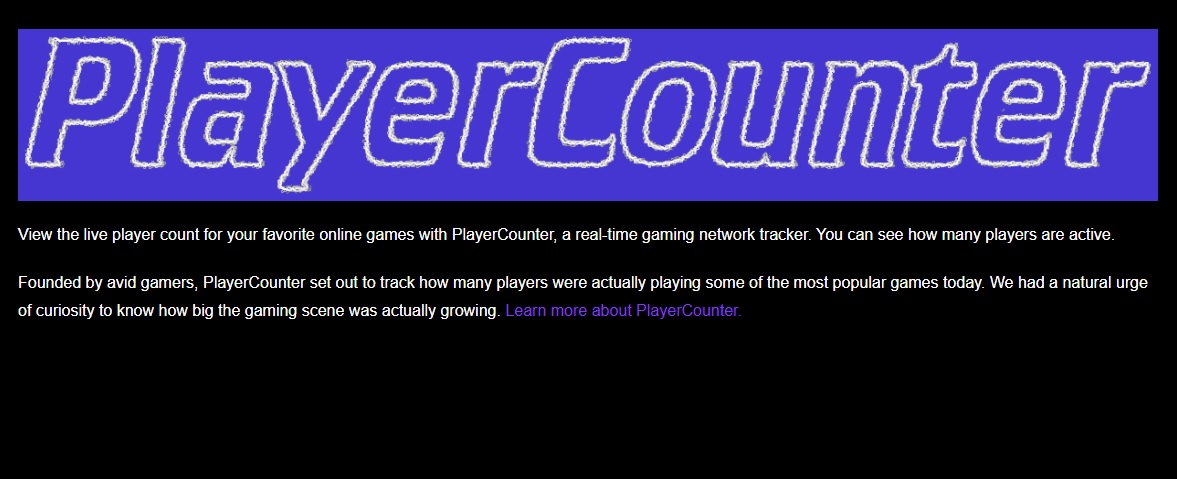 PlayerCounter
View the live player count for your favorite online games with PlayerCounter, a real-time gaming network tracker. You can see how many players are active.
Founded by avid gamers, PlayerCounter set out to track how many players were actually playing some of the most popular games today. We had a natural urge
of curiosity to know how big the gaming scene was actually growing. Learn more about PlayerCounter.